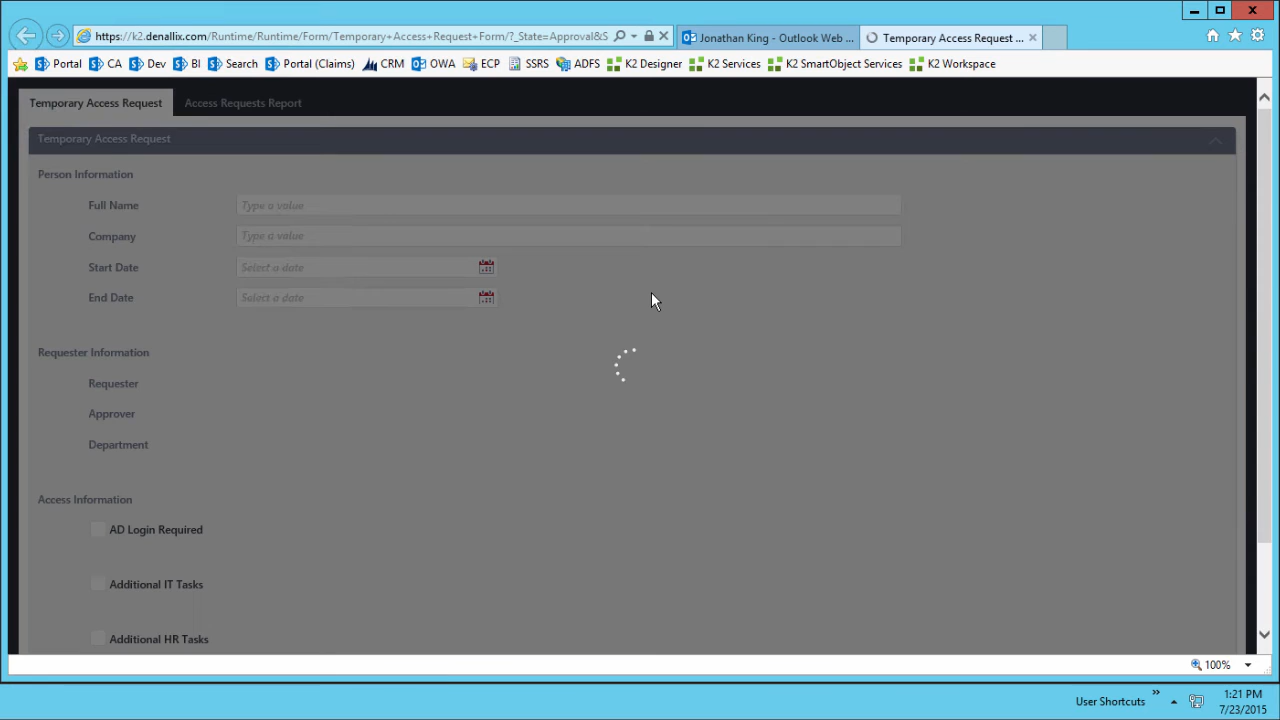 https://k2.denallix.com/Runtime/Runtime/Form/Temporary+Access+Request+Form/?_State=Approval&S
Jonathan King - Outlook Web ...
Temporary Access Request ...
Portal CA Dev BI Search Portal (Claims) CRM OWA ECP SSRS ADFS K2 Designer K2 Services K2 SmartObject Services K2 Workspace
Temporary Access Request Access Requests Report
Temporary Access Request
Person Information
Full Name Type a value
Company Type a value
Start Date Select a date
End Date Select a date
Requester Information
Requester
Approver
Department
Access Information
AD Login Required
Additional IT Tasks
Additional HR Tasks
100%
User Shortcuts
1:21 PM
7/23/2015